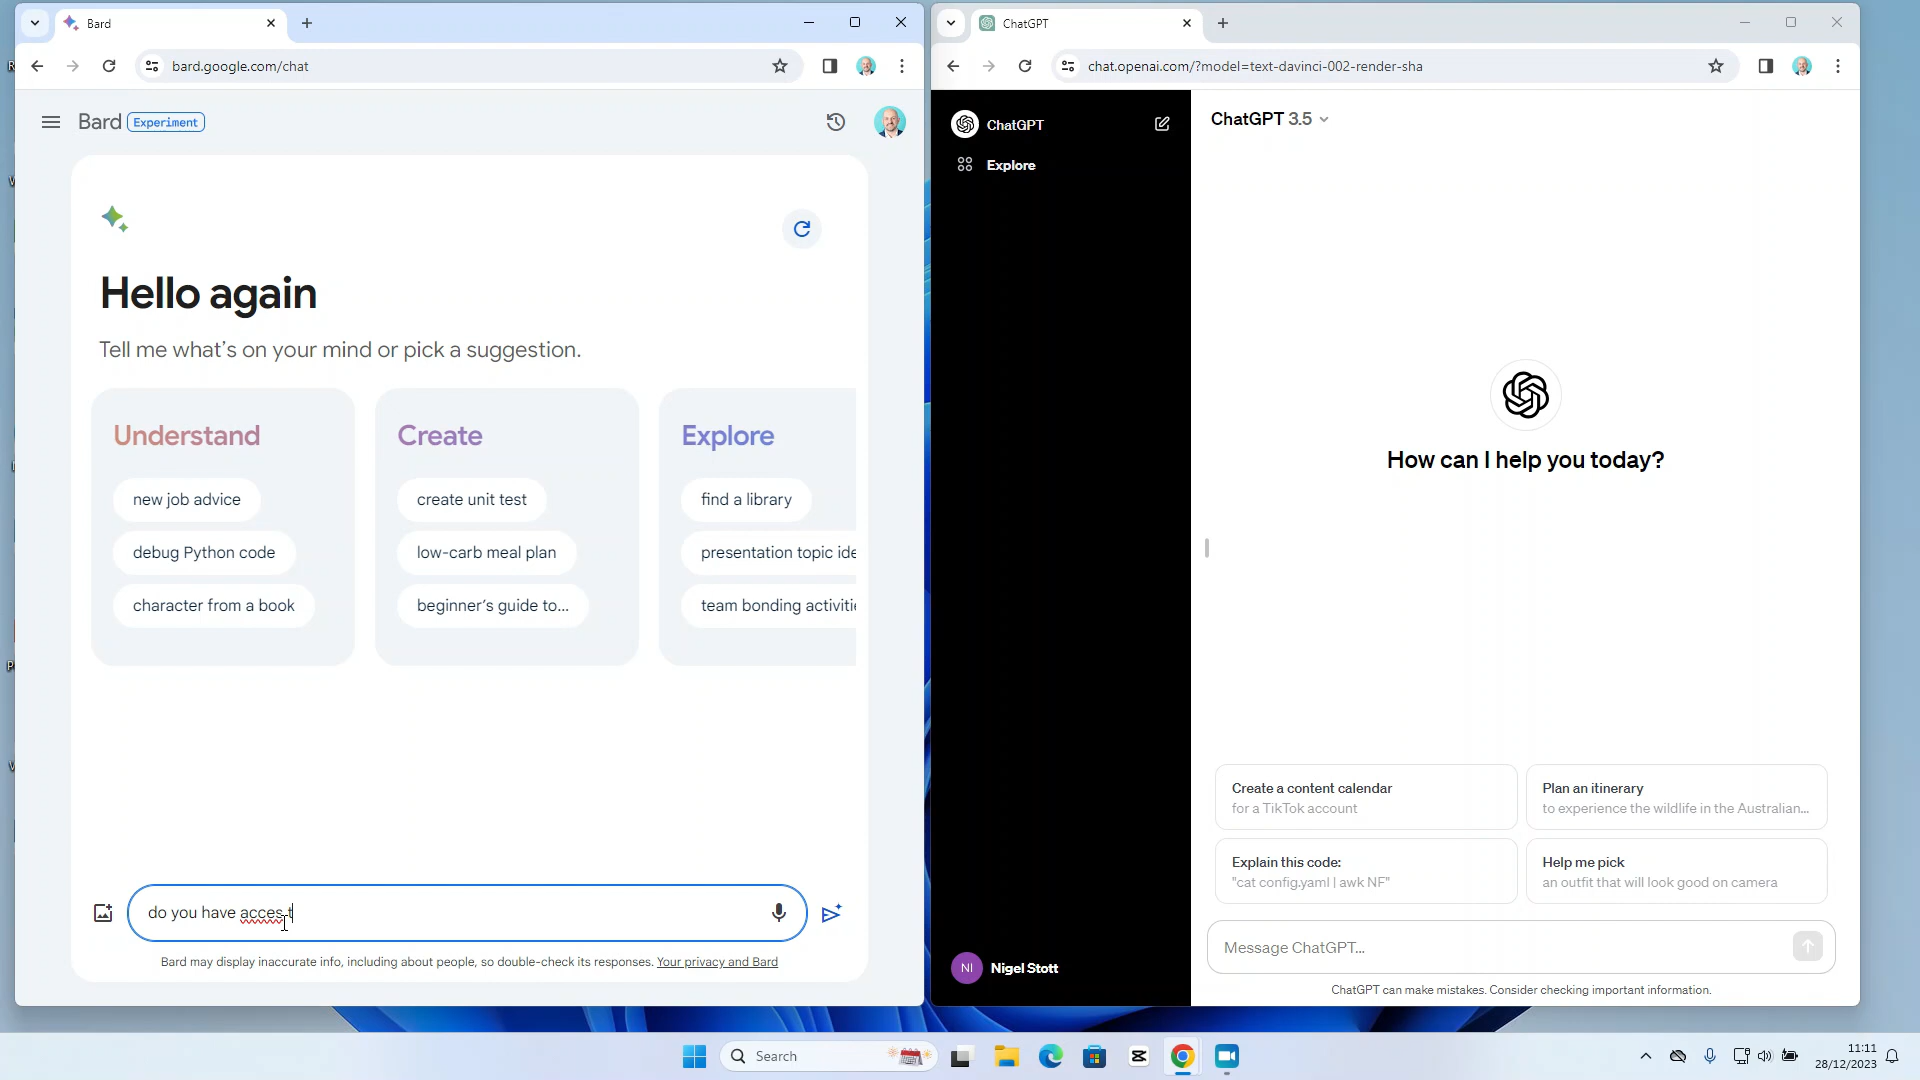 Bard
bard.google.com/chat
Bard Experiment
Hello again
Tell me what's on your mind or pick a suggestion.
Understand
new job advice
debug Python code
character from a book
Create
create unit test
low-carb meal plan
beginner's guide to...
Explore
find a library
presentation topic ide
team bonding activitie
do you have acces t
Bard may display inaccurate info, including about people, so double-check its responses. Your privacy and Bard
ChatGPT
chat.openai.com/?model=text-davinci-002-render-sha
ChatGPT
Explore
NI Nigel Stott
ChatGPT 3.5
How can I help you today?
Create a content calendar
for a TikTok account
Plan an itinerary
to experience the wildlife in the Australian...
Explain this code:
"cat config.yaml | awk NF"
Help me pick
an outfit that will look good on camera
Message ChatGPT...
ChatGPT can make mistakes. Consider checking important information.
Search
11:11
28/12/2023